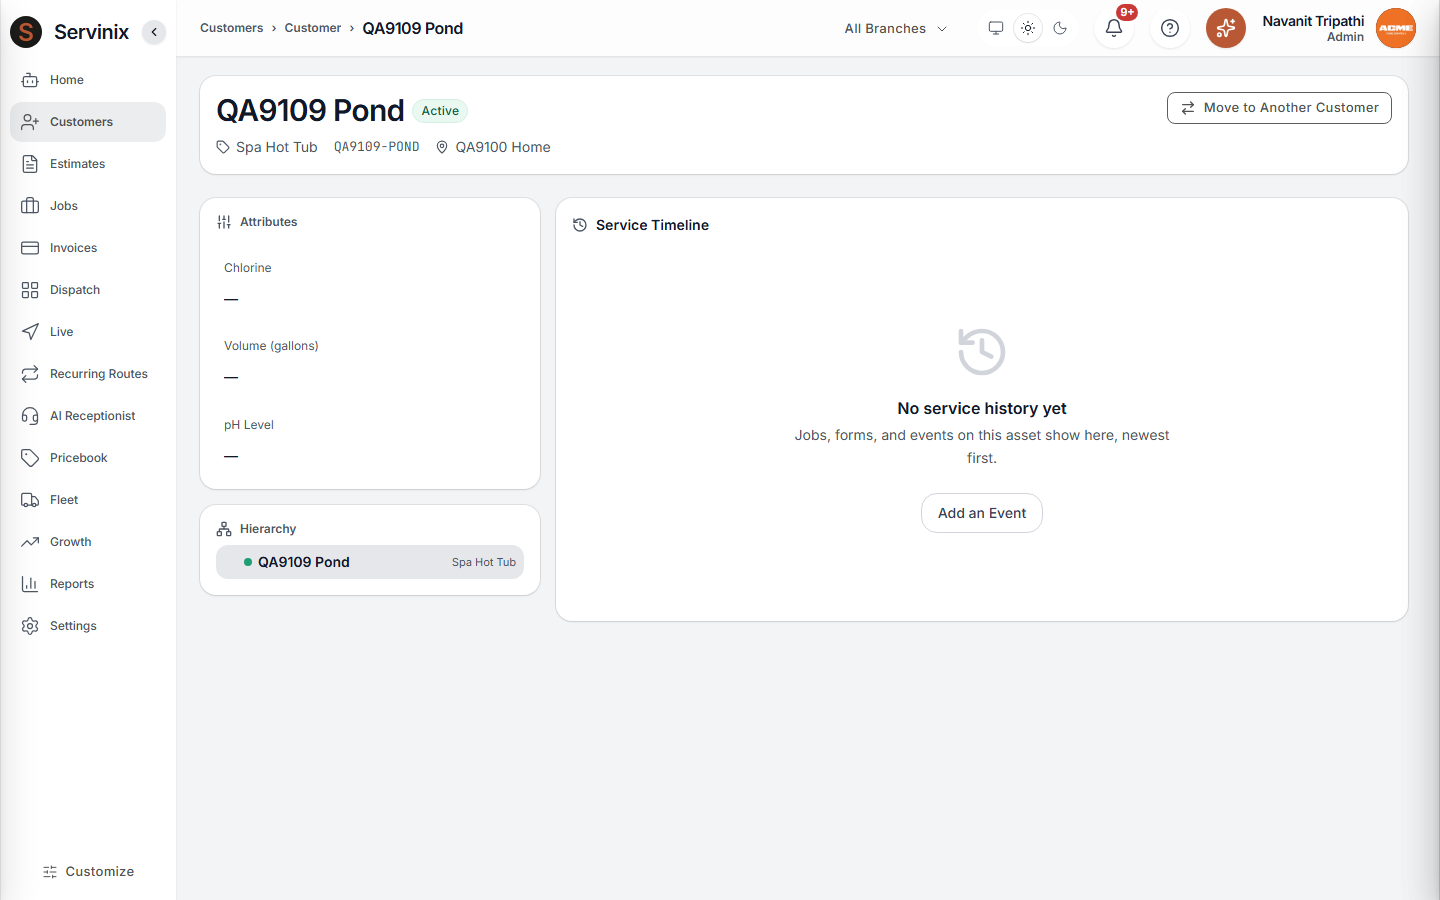 S Servinix
Customers › Customer › QA9109 Pond
All Branches
9+
Navanit Tripathi
Admin
ACME
Home
Customers
Estimates
Jobs
Invoices
Dispatch
Live
Recurring Routes
AI Receptionist
Pricebook
Fleet
Growth
Reports
Settings
Customize
QA9109 Pond Active
Move to Another Customer
Spa Hot Tub QA9109-POND QA9100 Home
Attributes
Chlorine
—
Volume (gallons)
—
pH Level
—
Hierarchy
QA9109 Pond Spa Hot Tub
Service Timeline
No service history yet
Jobs, forms, and events on this asset show here, newest
first.
Add an Event